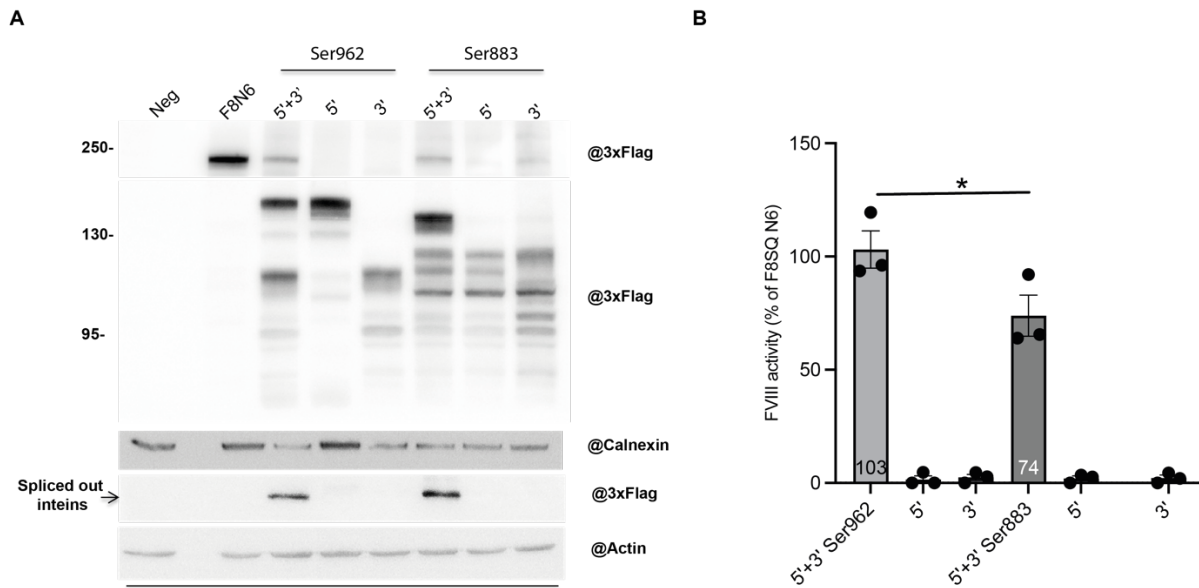 A
Ser962
Ser883
Neg
F8N6
5'+3'
5'
3'
5'+3'
5'
3'
250-
@3xFlag
130-
@3xFlag
95-
@Calnexin
Spliced out
inteins
@3xFlag
@Actin
B
FVIII activity (% of F8SQ N6)
150
100
50
0
*
103
74
5'+3' Ser962
5'
3'
5'+3' Ser883
5'
3'